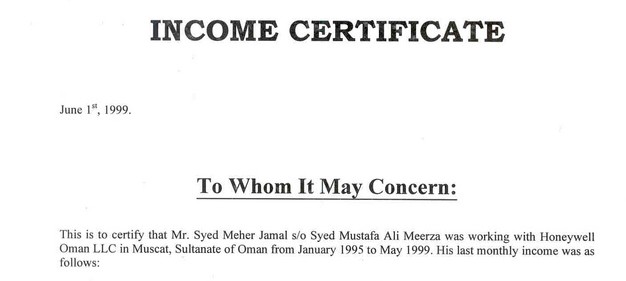 INCOME CERTIFICATE
June 1st, 1999.
To Whom It May Concern:
This is to certify that Mr. Syed Meher Jamal s/o Syed Mustafa Ali Meerza was working with Honeywell
Oman LLC in Muscat, Sultanate of Oman from January 1995 to May 1999. His last monthly income was as
follows: